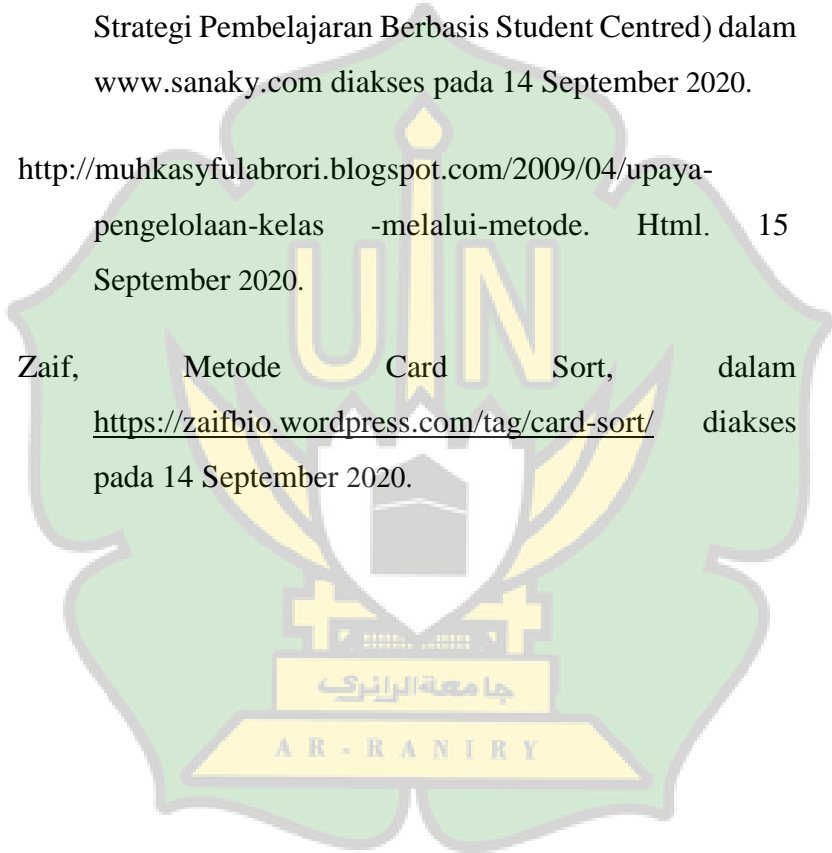 Strategi Pembelajaran Berbasis Student Centred) dalam
www.sanaky.com diakses pada 14 September 2020.
http://muhkasyfulabrori.blogspot.com/2009/04/upaya-
pengelolaan-kelas -melalui-metode. Html. 15
September 2020.
Zaif, Metode Card Sort, dalam
https://zaifbio.wordpress.com/tag/card-sort/ diakses
pada 14 September 2020.
UIN
جامعة الرانري
AR-RANIRY